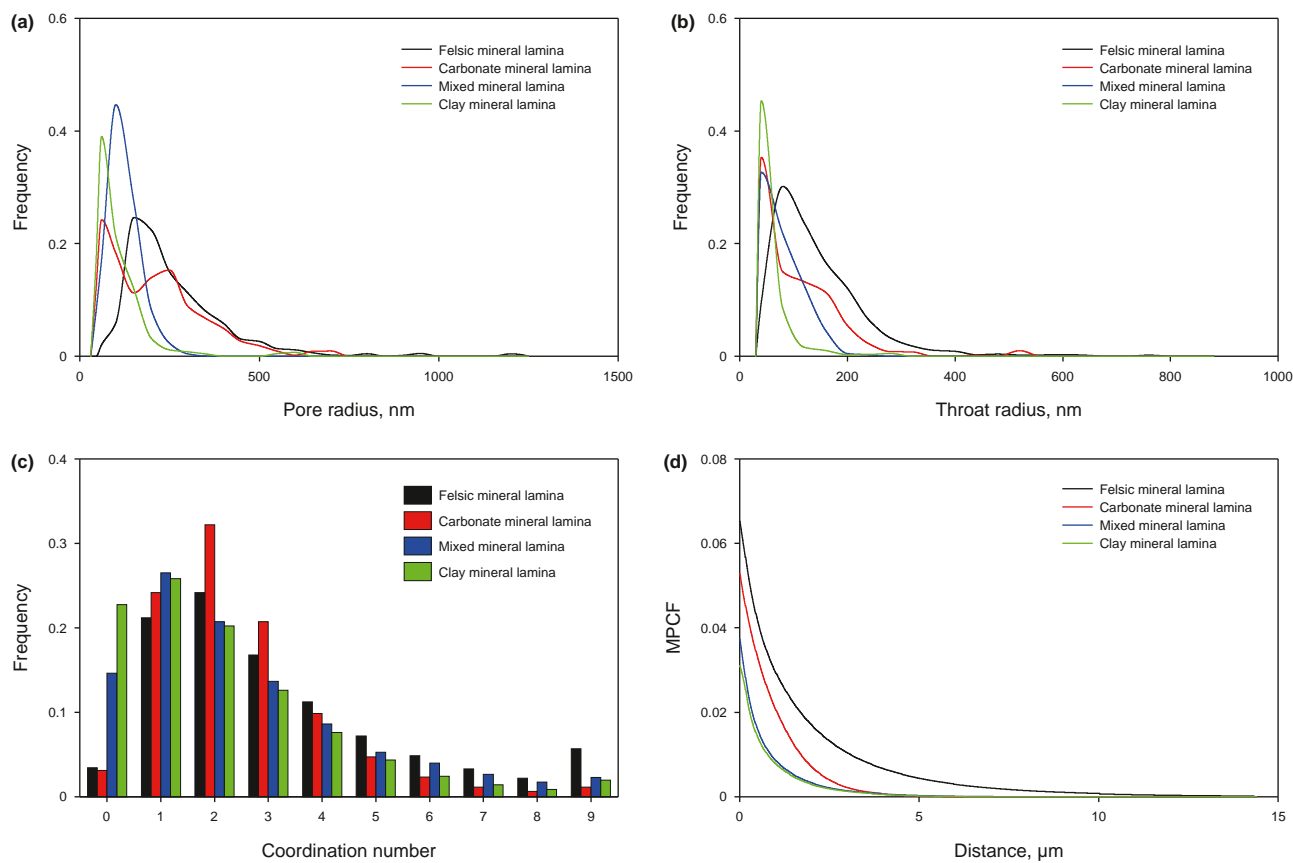 (a)
0.6
0.4
0.2
0
Frequency
Felsic mineral lamina
Carbonate mineral lamina
Mixed mineral lamina
Clay mineral lamina
0 500 1000 1500
Pore radius, nm
(b)
0.6
0.4
0.2
0
Frequency
Felsic mineral lamina
Carbonate mineral lamina
Mixed mineral lamina
Clay mineral lamina
0 200 400 600 800 1000
Throat radius, nm
(c)
0.4
0.3
0.2
0.1
0
Frequency
Felsic mineral lamina
Carbonate mineral lamina
Mixed mineral lamina
Clay mineral lamina
0 1 2 3 4 5 6 7 8 9
Coordination number
(d)
0.08
0.06
0.04
0.02
0
MPCF
Felsic mineral lamina
Carbonate mineral lamina
Mixed mineral lamina
Clay mineral lamina
0 5 10 15
Distance, μm